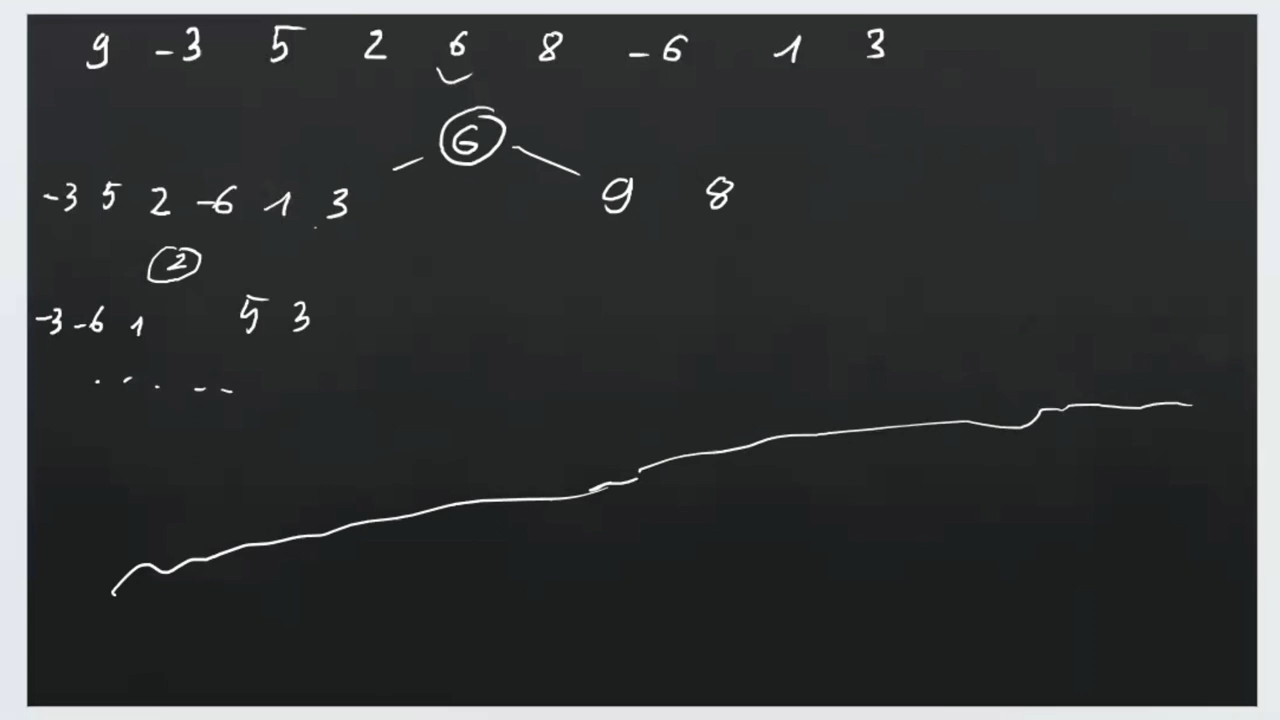 9 -3 5 2 6 8 -6 1 3
6
-3 5 2 -6 1 3 9 8
2
-3 -6 1 5 3
. . . - -